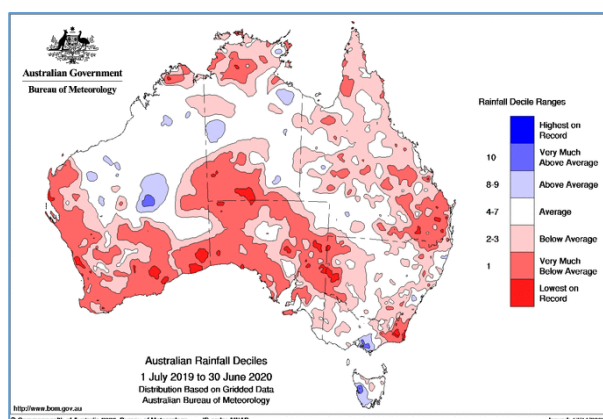 Australian Government
Bureau of Meteorology
Rainfall Decile Ranges
Highest on
Record
10
Very Much
Above Average
8-9
Above Average
4-7
Average
2-3
Below Average
1
Very Much
Below Average
Lowest on
Record
Australian Rainfall Deciles
1 July 2019 to 30 June 2020
Distribution Based on Gridded Data
Australian Bureau of Meteorology
http://www.bom.gov.au